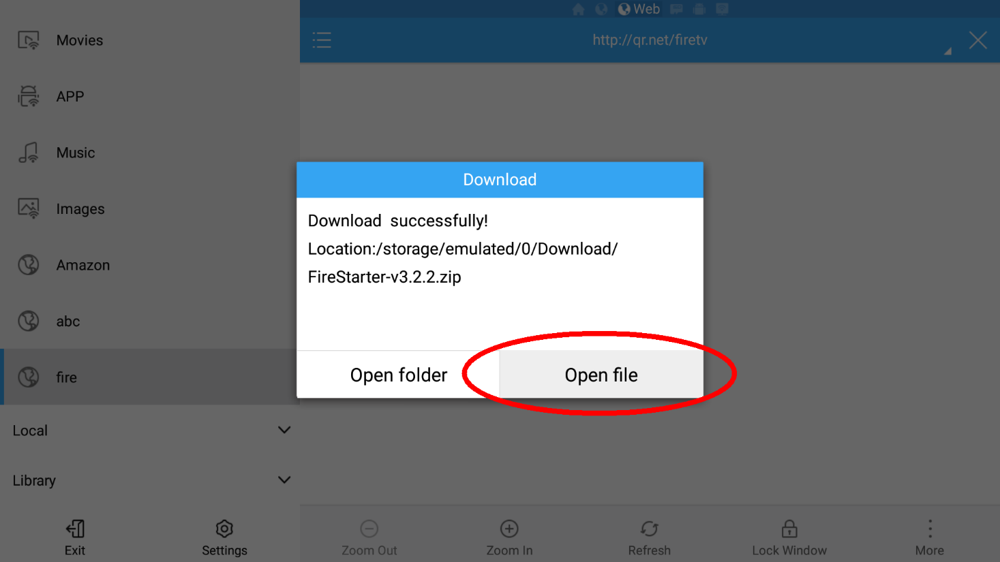 Web
http://qr.net/firetv
Movies
APP
Music
Images
Amazon
abc
fire
Local
Library
Exit
Settings
Download
Download  successfully!
Location:/storage/emulated/0/Download/
FireStarter-v3.2.2.zip
Open folder
Open file
Zoom Out
Zoom In
Refresh
Lock Window
More